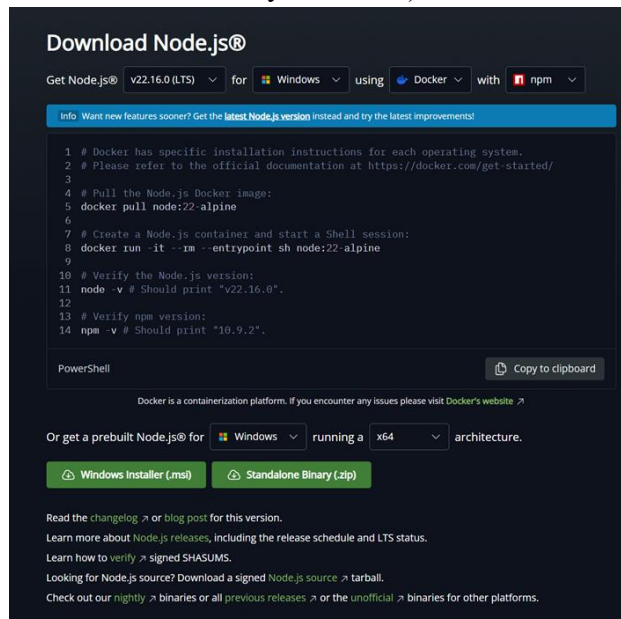 Download Node.js®
Get Node.js® v22.16.0 (LTS) for Windows using Docker with npm
Info Want new features sooner? Get the latest Node.js version instead and try the latest improvements!
1 # Docker has specific installation instructions for each operating system.
2 # Please refer to the official documentation at https://docker.com/get-started/
3
4 # Pull the Node.js Docker image:
5 docker pull node:22-alpine
6
7 # Create a Node.js container and start a Shell session:
8 docker run -it --rm --entrypoint sh node:22-alpine
9
10 # Verify the Node.js version:
11 node -v # Should print "v22.16.0".
12
13 # Verify npm version:
14 npm -v # Should print "10.9.2".
PowerShell Copy to clipboard
Docker is a containerization platform. If you encounter any issues please visit Docker's website ↗
Or get a prebuilt Node.js® for Windows running a x64 architecture.
Windows Installer (.msi) Standalone Binary (.zip)
Read the changelog ↗ or blog post for this version.
Learn more about Node.js releases, including the release schedule and LTS status.
Learn how to verify ↗ signed SHASUMS.
Looking for Node.js source? Download a signed Node.js source ↗ tarball.
Check out our nightly ↗ binaries or all previous releases ↗ or the unofficial ↗ binaries for other platforms.